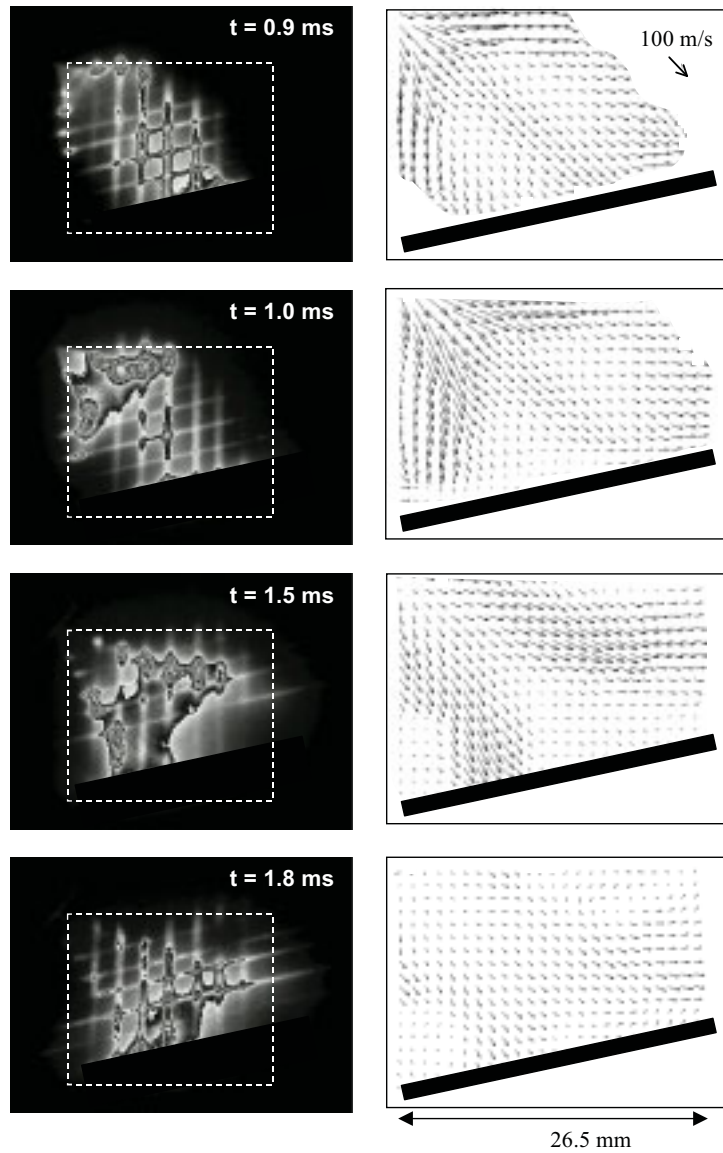 t = 0.9 ms
100 m/s
t = 1.0 ms
t = 1.5 ms
t = 1.8 ms
26.5 mm